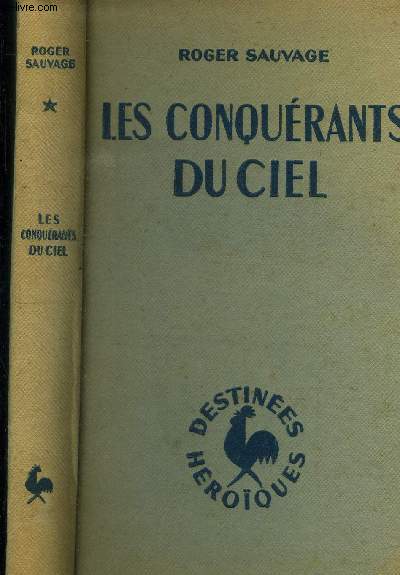 ROGER
SAUVAGE
LES
CONQUÉRANTS
DU CIEL
ROGER SAUVAGE
LES CONQUÉRANTS
DU CIEL
DESTINÉES
HÉROÏQUES